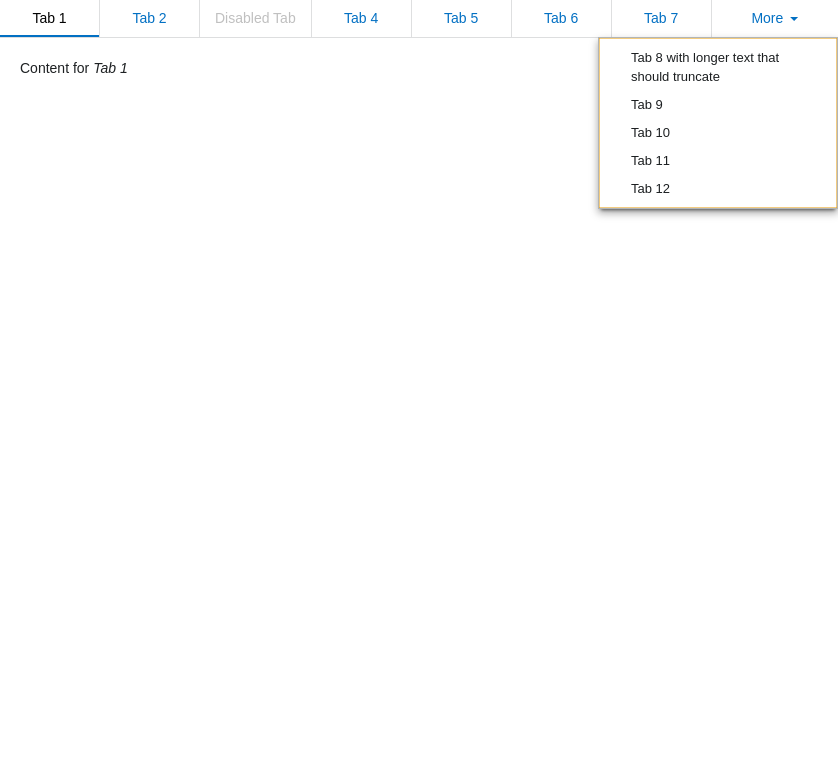 Tab 1 Tab 2 Disabled Tab Tab 4 Tab 5 Tab 6 Tab 7 More
Content for Tab 1
Tab 8 with longer text that
should truncate
Tab 9
Tab 10
Tab 11
Tab 12